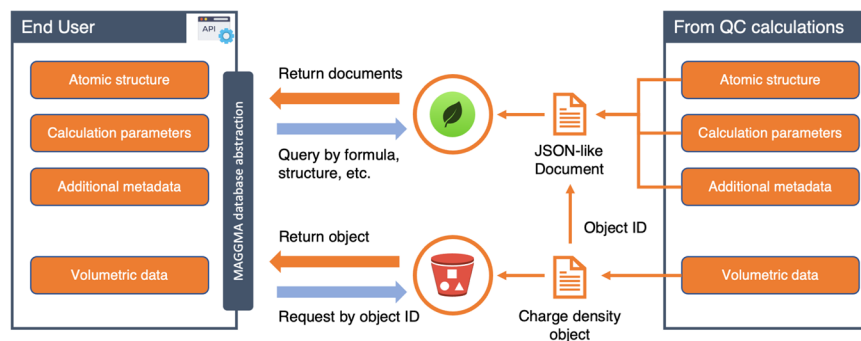 End User
API
Atomic structure
Calculation parameters
Additional metadata
Volumetric data
MAGGMA database abstraction
Return documents
Query by formula,
structure, etc.
Return object
Request by object ID
JSON-like
Document
Object ID
Charge density
object
From QC calculations
Atomic structure
Calculation parameters
Additional metadata
Volumetric data